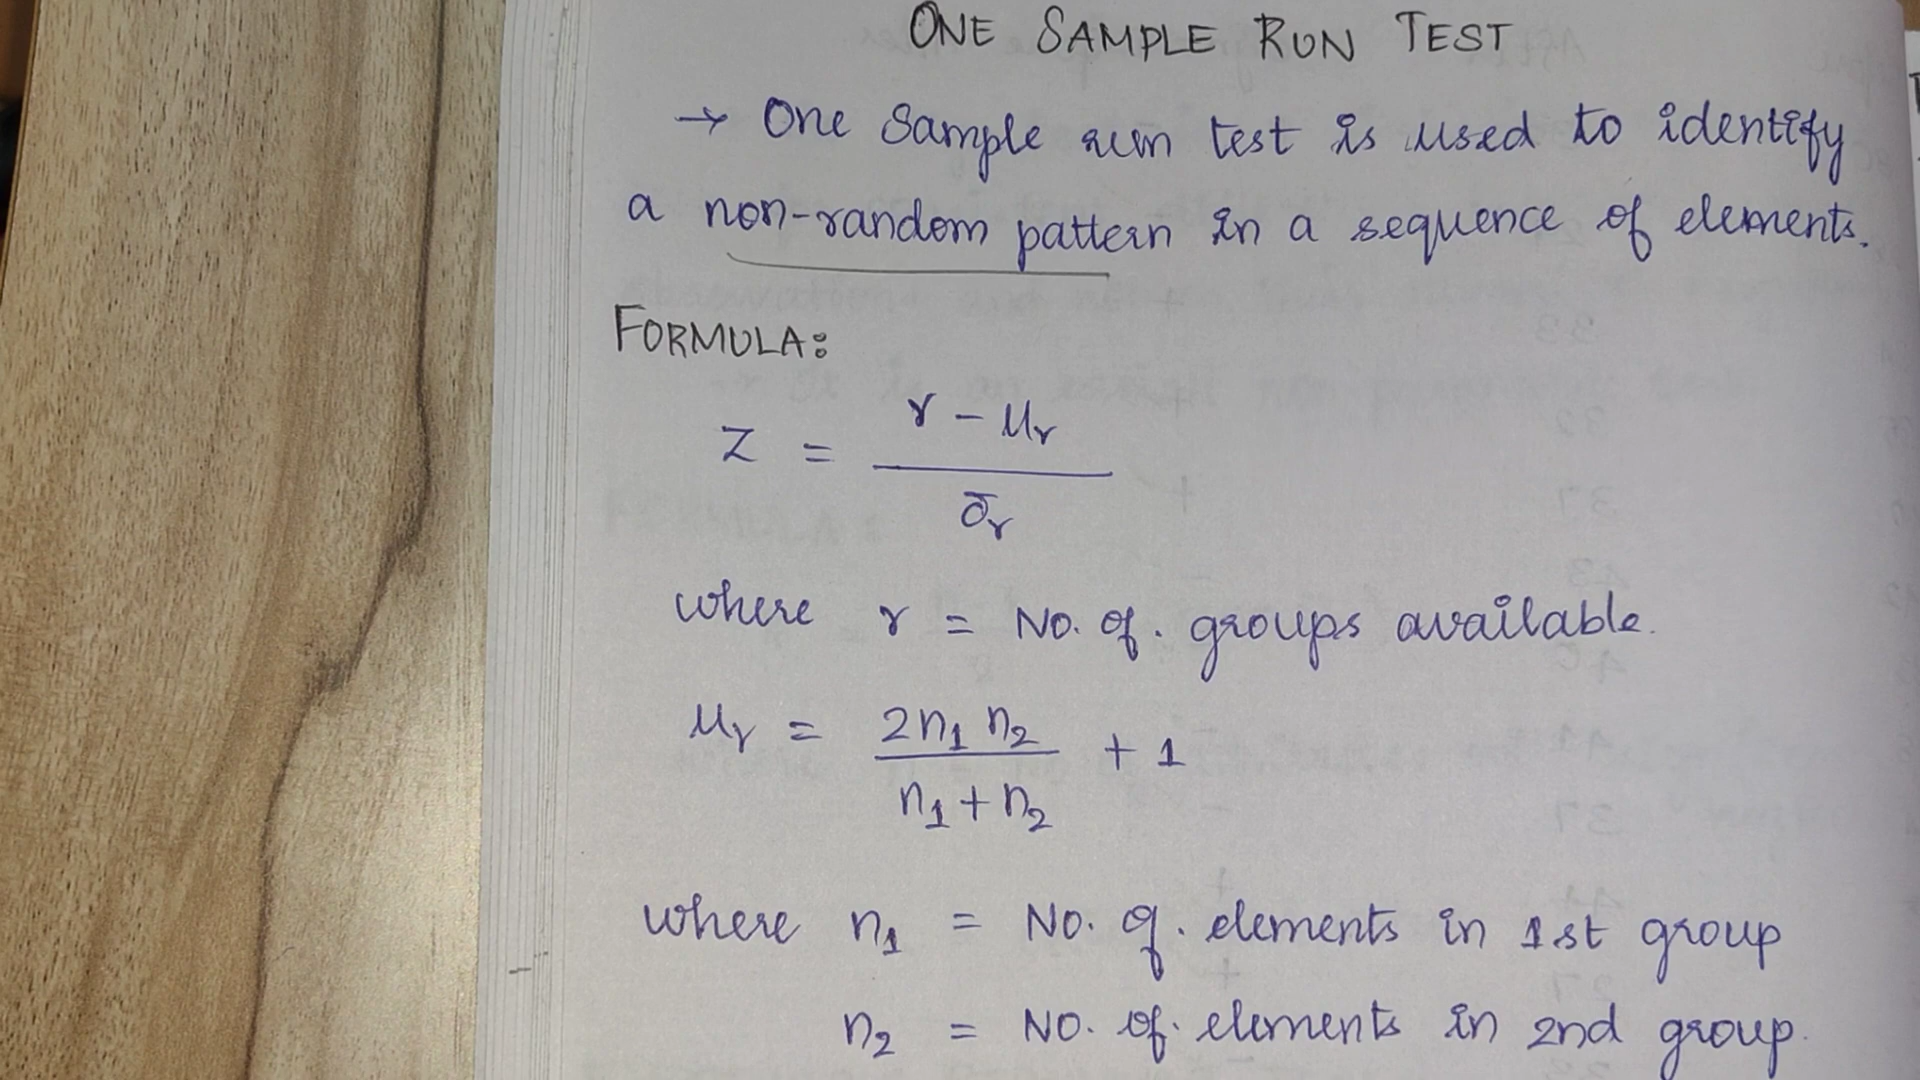 ONE SAMPLE RUN TEST
→ One Sample run test is used to identify
a non-random pattern in a sequence of elements.
FORMULA:
Z = r - μr / σr
where r = No. of. groups available.
μr = 2n1 n2 / n1 + n2 + 1
where n1 = No. of. elements in 1st group
n2 = No. of. elements in 2nd group.